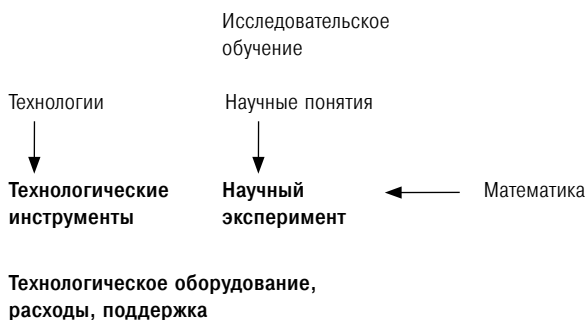 Исследовательское
обучение
Технологии
Научные понятия
Технологические
инструменты
Научный
эксперимент
Математика
Технологическое оборудование,
расходы, поддержка